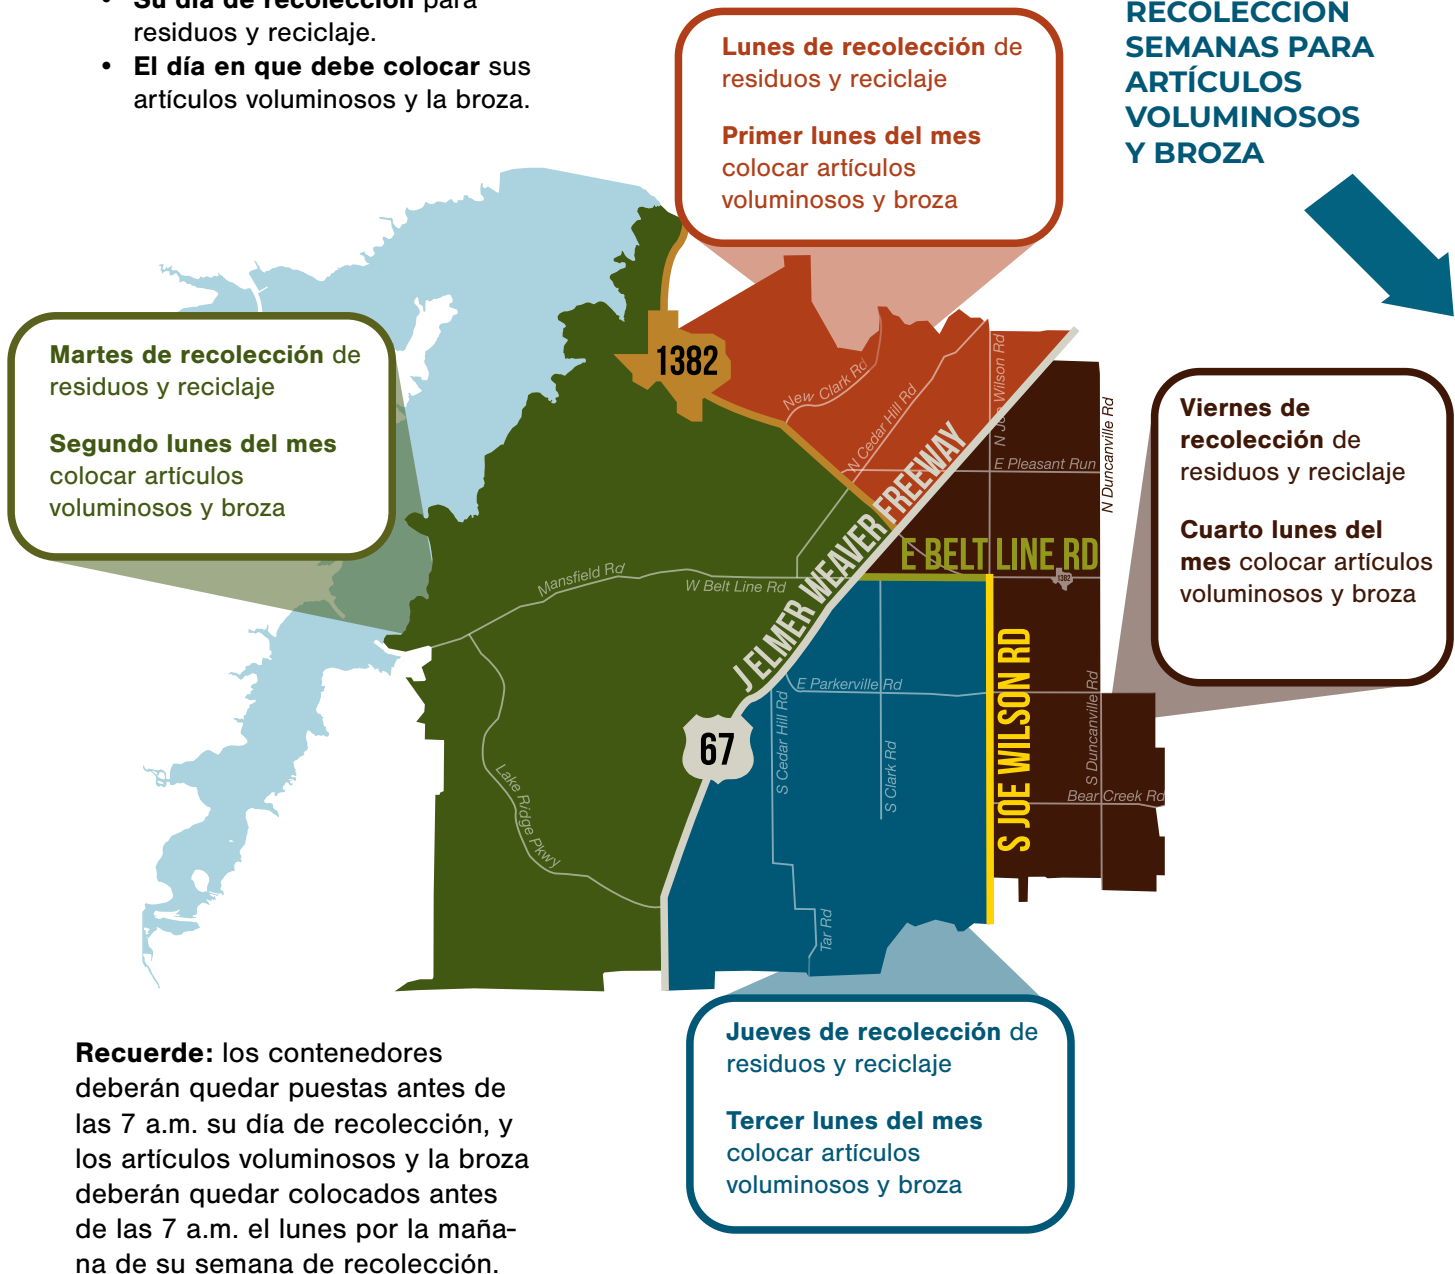 • Su día de recolección para
residuos y reciclaje.
• El día en que debe colocar sus
artículos voluminosos y la broza.
RECOLECCIÓN
SEMANAS PARA
ARTÍCULOS
VOLUMINOSOS
Y BROZA
Lunes de recolección de
residuos y reciclaje
Primer lunes del mes
colocar artículos
voluminosos y broza
Martes de recolección de
residuos y reciclaje
Segundo lunes del mes
colocar artículos
voluminosos y broza
Viernes de
recolección de
residuos y reciclaje
Cuarto lunes del
mes colocar artículos
voluminosos y broza
1382
New Clark Rd
N Cedar Hill Rd
N Joe Wilson Rd
E Pleasant Run
N Duncanville Rd
J ELMER WEAVER FREEWAY
E BELT LINE RD
1382
Mansfield Rd
W Belt Line Rd
E Parkerville Rd
S JOE WILSON RD
S Duncanville Rd
67
S Cedar Hill Rd
S Clark Rd
Bear Creek Rd
Lake Ridge Pkwy
Tar Rd
Jueves de recolección de
residuos y reciclaje
Tercer lunes del mes
colocar artículos
voluminosos y broza
Recuerde: los contenedores
deberán quedar puestas antes de
las 7 a.m. su día de recolección, y
los artículos voluminosos y la broza
deberán quedar colocados antes
de las 7 a.m. el lunes por la maña-
na de su semana de recolección.